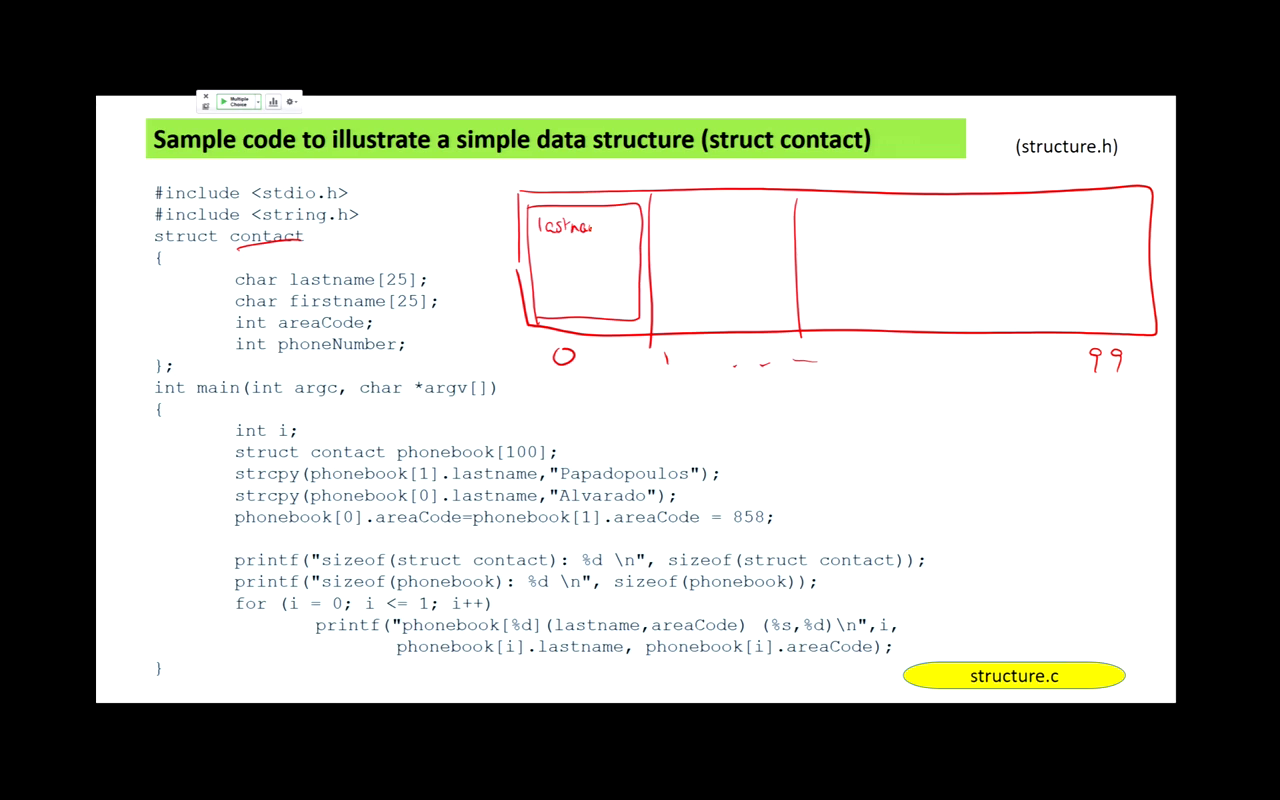 Multiple
Choice
Sample code to illustrate a simple data structure (struct contact)
(structure.h)
#include <stdio.h>
#include <string.h>
struct contact
{
char lastname[25];
char firstname[25];
int areaCode;
int phoneNumber;
};
int main(int argc, char *argv[])
{
int i;
struct contact phonebook[100];
strcpy(phonebook[1].lastname,"Papadopoulos");
strcpy(phonebook[0].lastname,"Alvarado");
phonebook[0].areaCode=phonebook[1].areaCode = 858;
printf("sizeof(struct contact): %d \n", sizeof(struct contact));
printf("sizeof(phonebook): %d \n", sizeof(phonebook));
for (i = 0; i <= 1; i++)
printf("phonebook[%d](lastname,areaCode) (%s,%d)\n",i,
phonebook[i].lastname, phonebook[i].areaCode);
}
lastna
0 1 ... 99
structure.c